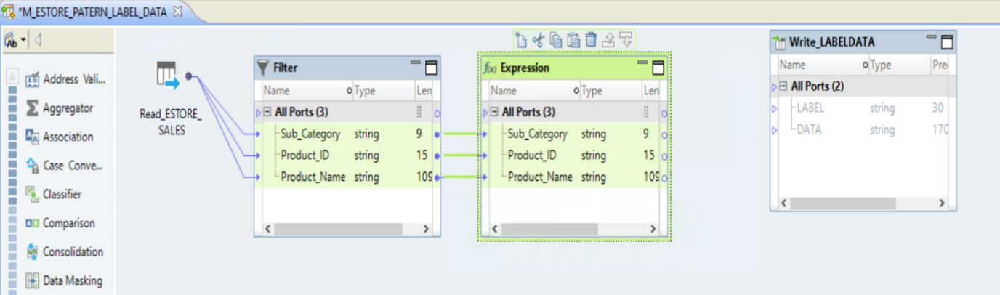 *M_ESTORE_PATERN_LABEL_DATA
Ab
Address Vali...
Aggregator
Association
Case Conve...
Classifier
Comparison
Consolidation
Data Masking
Read_ESTORE_
SALES
Filter
Name Type Len
All Ports (3)
Sub_Category string 9
Product_ID string 15
Product_Name string 109
f(x) Expression
Name Type Len
All Ports (3)
Sub_Category string 9
Product_ID string 15
Product_Name string 109
Write_LABELDATA
Name Type Pre
All Ports (2)
LABEL string 30
DATA string 170